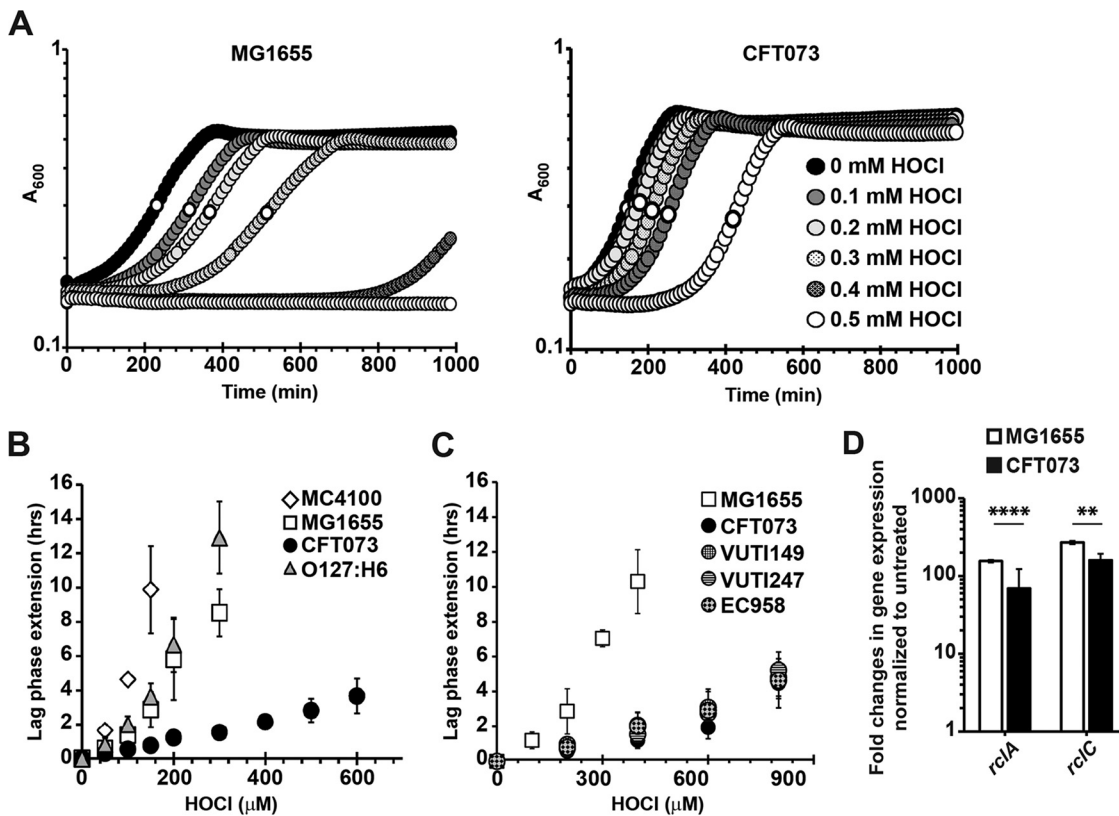 A
MG1655
CFT073
1
0.1
A600
0
200
400
600
800
1000
Time (min)
1
0.1
A600
0
200
400
600
800
1000
Time (min)
0 mM HOCl
0.1 mM HOCl
0.2 mM HOCl
0.3 mM HOCl
0.4 mM HOCl
0.5 mM HOCl
B
Lag phase extension (hrs)
16
14
12
10
8
6
4
2
0
0
200
400
600
HOCl (µM)
MC4100
MG1655
CFT073
O127:H6
C
Lag phase extension (hrs)
16
14
12
10
8
6
4
2
0
0
300
600
900
HOCl (µM)
MG1655
CFT073
VUTI149
VUTI247
EC958
D
MG1655
CFT073
Fold changes in gene expression
normalized to untreated
1000
100
10
1
****
**
rclA
rclC